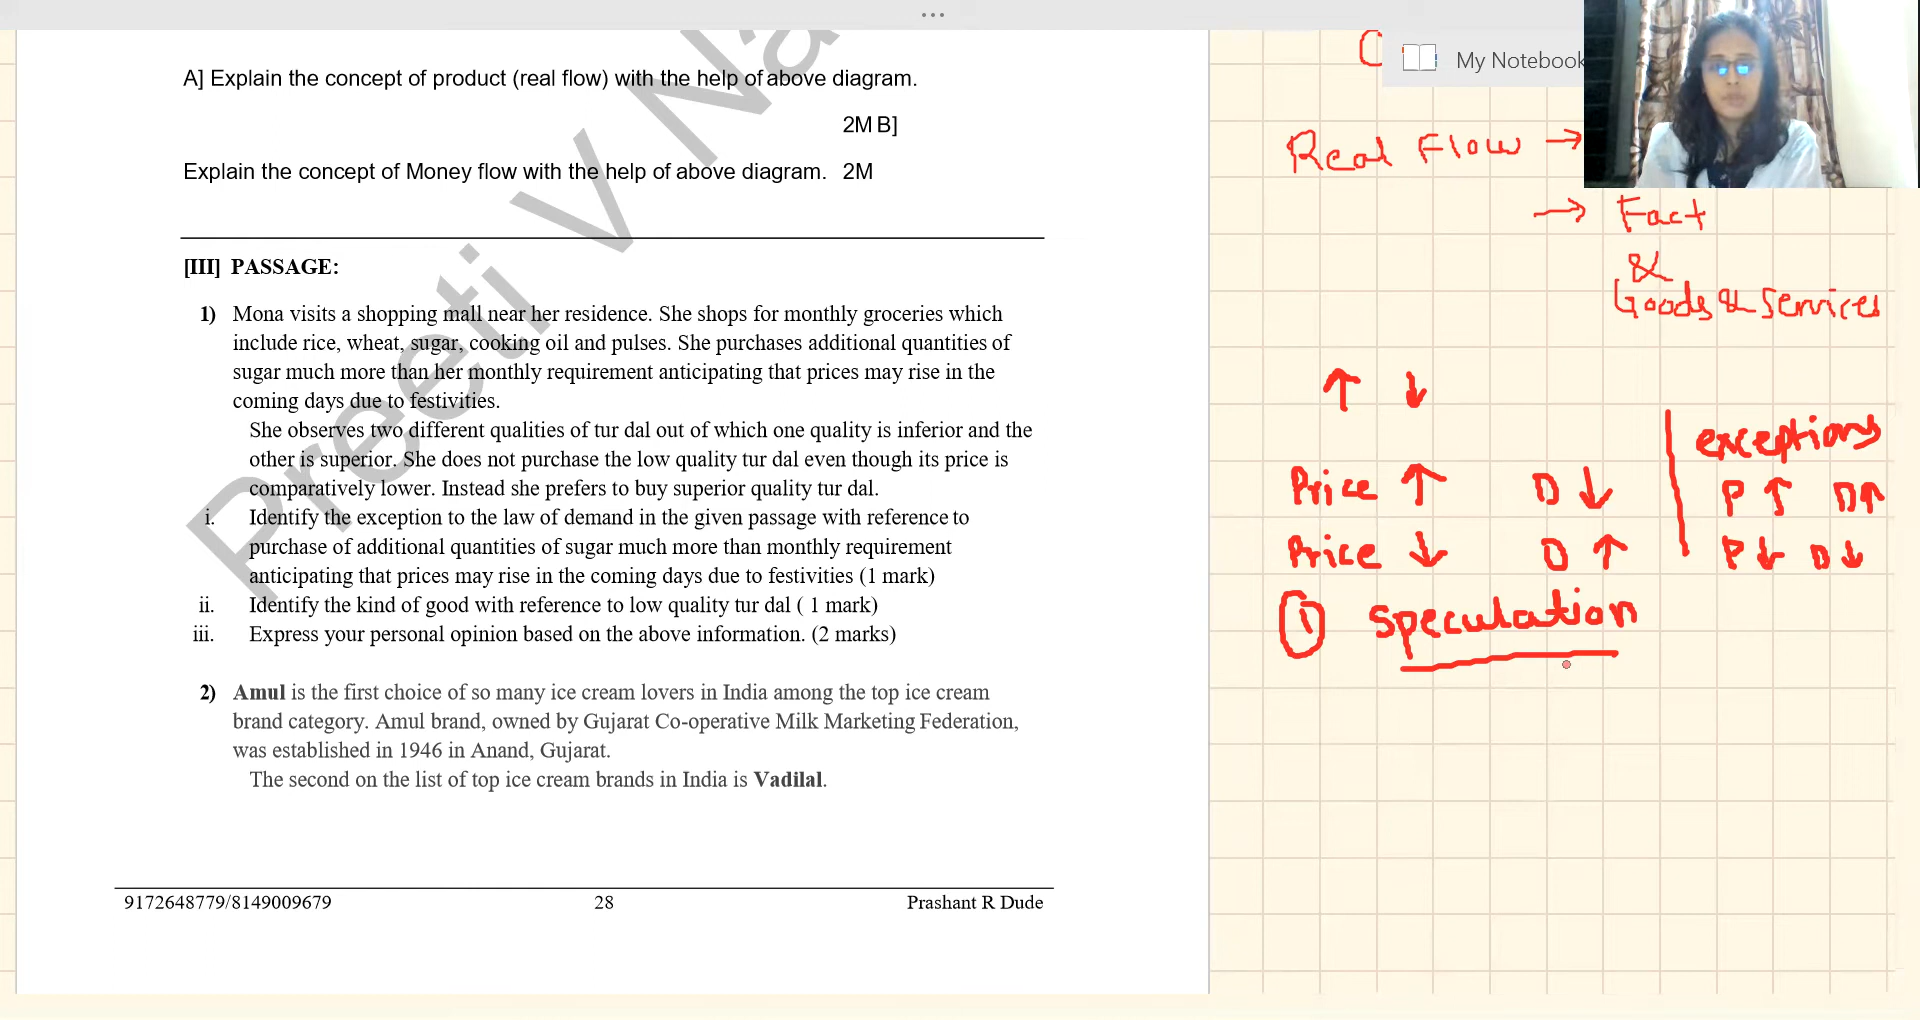 A] Explain the concept of product (real flow) with the help of above diagram.
2M B]
Explain the concept of Money flow with the help of above diagram. 2M
[III] PASSAGE:
1) Mona visits a shopping mall near her residence. She shops for monthly groceries which
include rice, wheat, sugar, cooking oil and pulses. She purchases additional quantities of
sugar much more than her monthly requirement anticipating that prices may rise in the
coming days due to festivities.
She observes two different qualities of tur dal out of which one quality is inferior and the
other is superior. She does not purchase the low quality tur dal even though its price is
comparatively lower. Instead she prefers to buy superior quality tur dal.
i. Identify the exception to the law of demand in the given passage with reference to
purchase of additional quantities of sugar much more than monthly requirement
anticipating that prices may rise in the coming days due to festivities (1 mark)
ii. Identify the kind of good with reference to low quality tur dal ( 1 mark)
iii. Express your personal opinion based on the above information. (2 marks)
2) Amul is the first choice of so many ice cream lovers in India among the top ice cream
brand category. Amul brand, owned by Gujarat Co-operative Milk Marketing Federation,
was established in 1946 in Anand, Gujarat.
The second on the list of top ice cream brands in India is Vadilal.
9172648779/8149009679 28 Prashant R Dude
Preeti V
My Notebook
Real Flow →
→ Fact
&
Goods & Services
↑ ↓
Price ↑ D ↓
Price ↓ D ↑
exceptions
P ↑ D ↑
P ↓ D ↓
① speculation